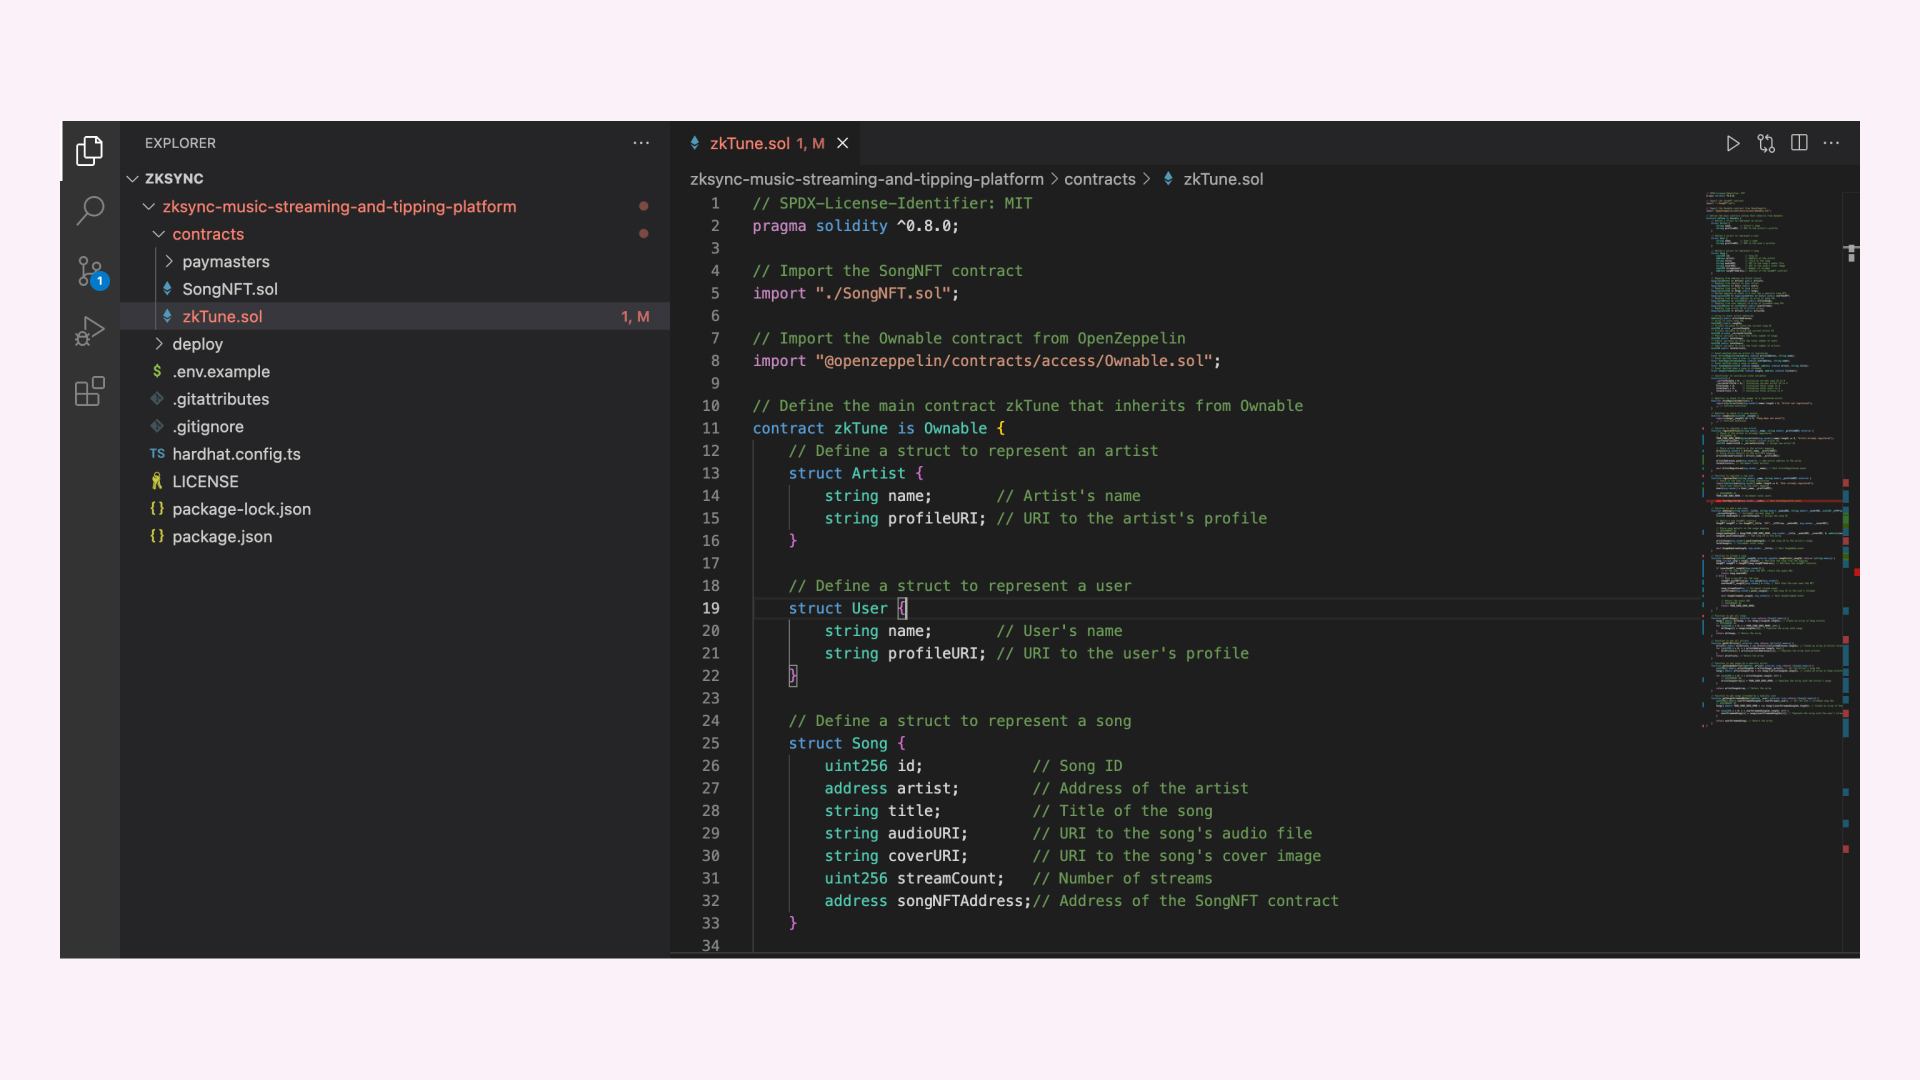 EXPLORER
ZKSYNC
zksync-music-streaming-and-tipping-platform
contracts
paymasters
SongNFT.sol
zkTune.sol 1, M
deploy
$ .env.example
.gitattributes
.gitignore
TS hardhat.config.ts
LICENSE
{} package-lock.json
{} package.json
1
zkTune.sol 1, M
zksync-music-streaming-and-tipping-platform > contracts > zkTune.sol
1 // SPDX-License-Identifier: MIT
2 pragma solidity ^0.8.0;
3
4 // Import the SongNFT contract
5 import "./SongNFT.sol";
6
7 // Import the Ownable contract from OpenZeppelin
8 import "@openzeppelin/contracts/access/Ownable.sol";
9
10 // Define the main contract zkTune that inherits from Ownable
11 contract zkTune is Ownable {
12 // Define a struct to represent an artist
13 struct Artist {
14 string name; // Artist's name
15 string profileURI; // URI to the artist's profile
16 }
17
18 // Define a struct to represent a user
19 struct User {
20 string name; // User's name
21 string profileURI; // URI to the user's profile
22 }
23
24 // Define a struct to represent a song
25 struct Song {
26 uint256 id; // Song ID
27 address artist; // Address of the artist
28 string title; // Title of the song
29 string audioURI; // URI to the song's audio file
30 string coverURI; // URI to the song's cover image
31 uint256 streamCount; // Number of streams
32 address songNFTAddress;// Address of the SongNFT contract
33 }
34